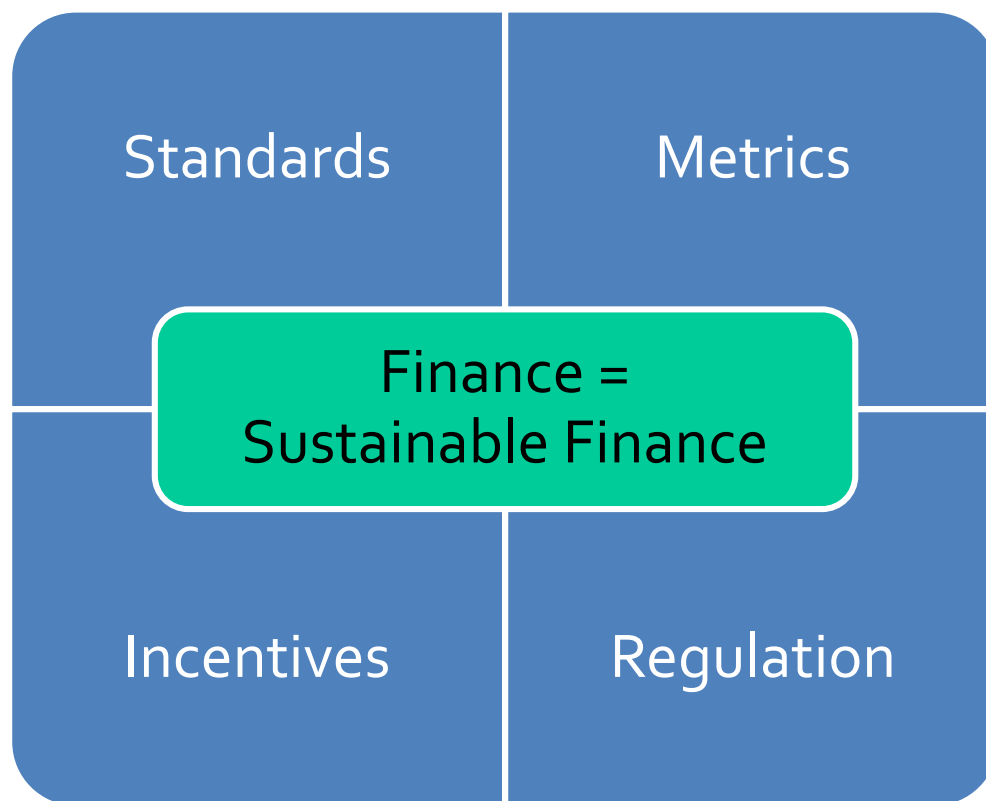 Standards
Metrics
Finance =
Sustainable Finance
Incentives
Regulation